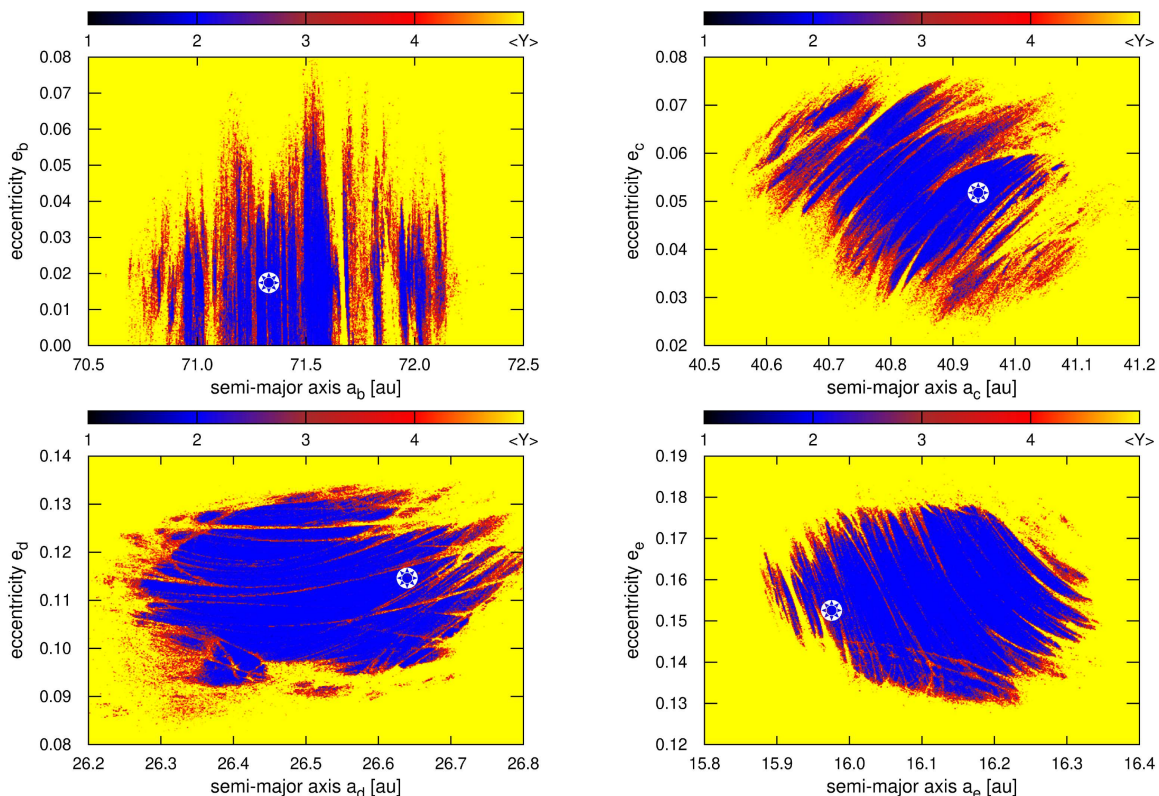 1 2 3 4 <Y>
0.08
0.07
0.06
0.05
0.04
0.03
0.02
0.01
0.00
eccentricity e_b
70.5 71.0 71.5 72.0 72.5
semi-major axis a_b [au]
1 2 3 4 <Y>
0.08
0.07
0.06
0.05
0.04
0.03
0.02
eccentricity e_c
40.5 40.6 40.7 40.8 40.9 41.0 41.1 41.2
semi-major axis a_c [au]
1 2 3 4 <Y>
0.14
0.13
0.12
0.11
0.10
0.09
0.08
eccentricity e_d
26.2 26.3 26.4 26.5 26.6 26.7 26.8
semi-major axis a_d [au]
1 2 3 4 <Y>
0.19
0.18
0.17
0.16
0.15
0.14
0.13
0.12
eccentricity e_e
15.8 15.9 16.0 16.1 16.2 16.3 16.4
semi-major axis a_e [au]